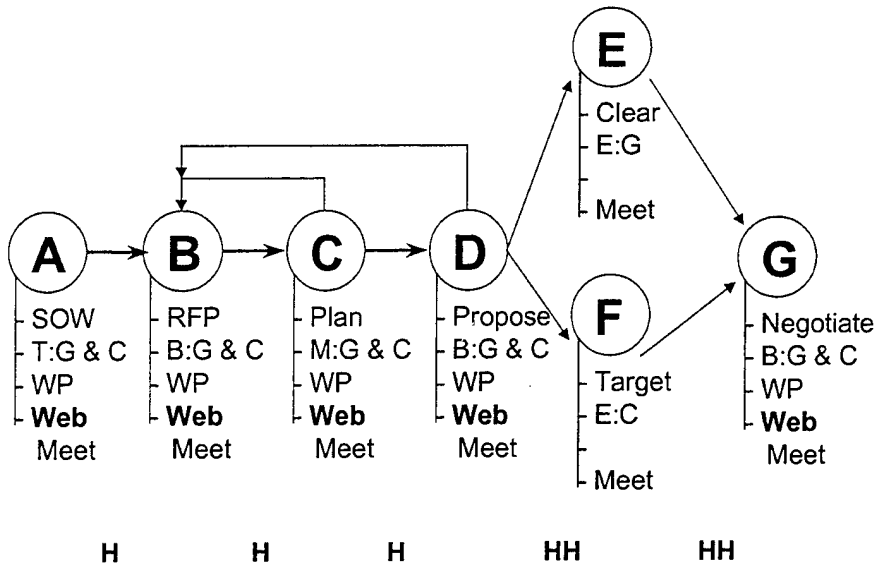 A
SOW
T:G & C
WP
Web
Meet
B
RFP
B:G & C
WP
Web
Meet
C
Plan
M:G & C
WP
Web
Meet
D
Propose
B:G & C
WP
Web
Meet
E
Clear
E:G
Meet
F
Target
E:C
Meet
G
Negotiate
B:G & C
WP
Web
Meet
H H H HH HH